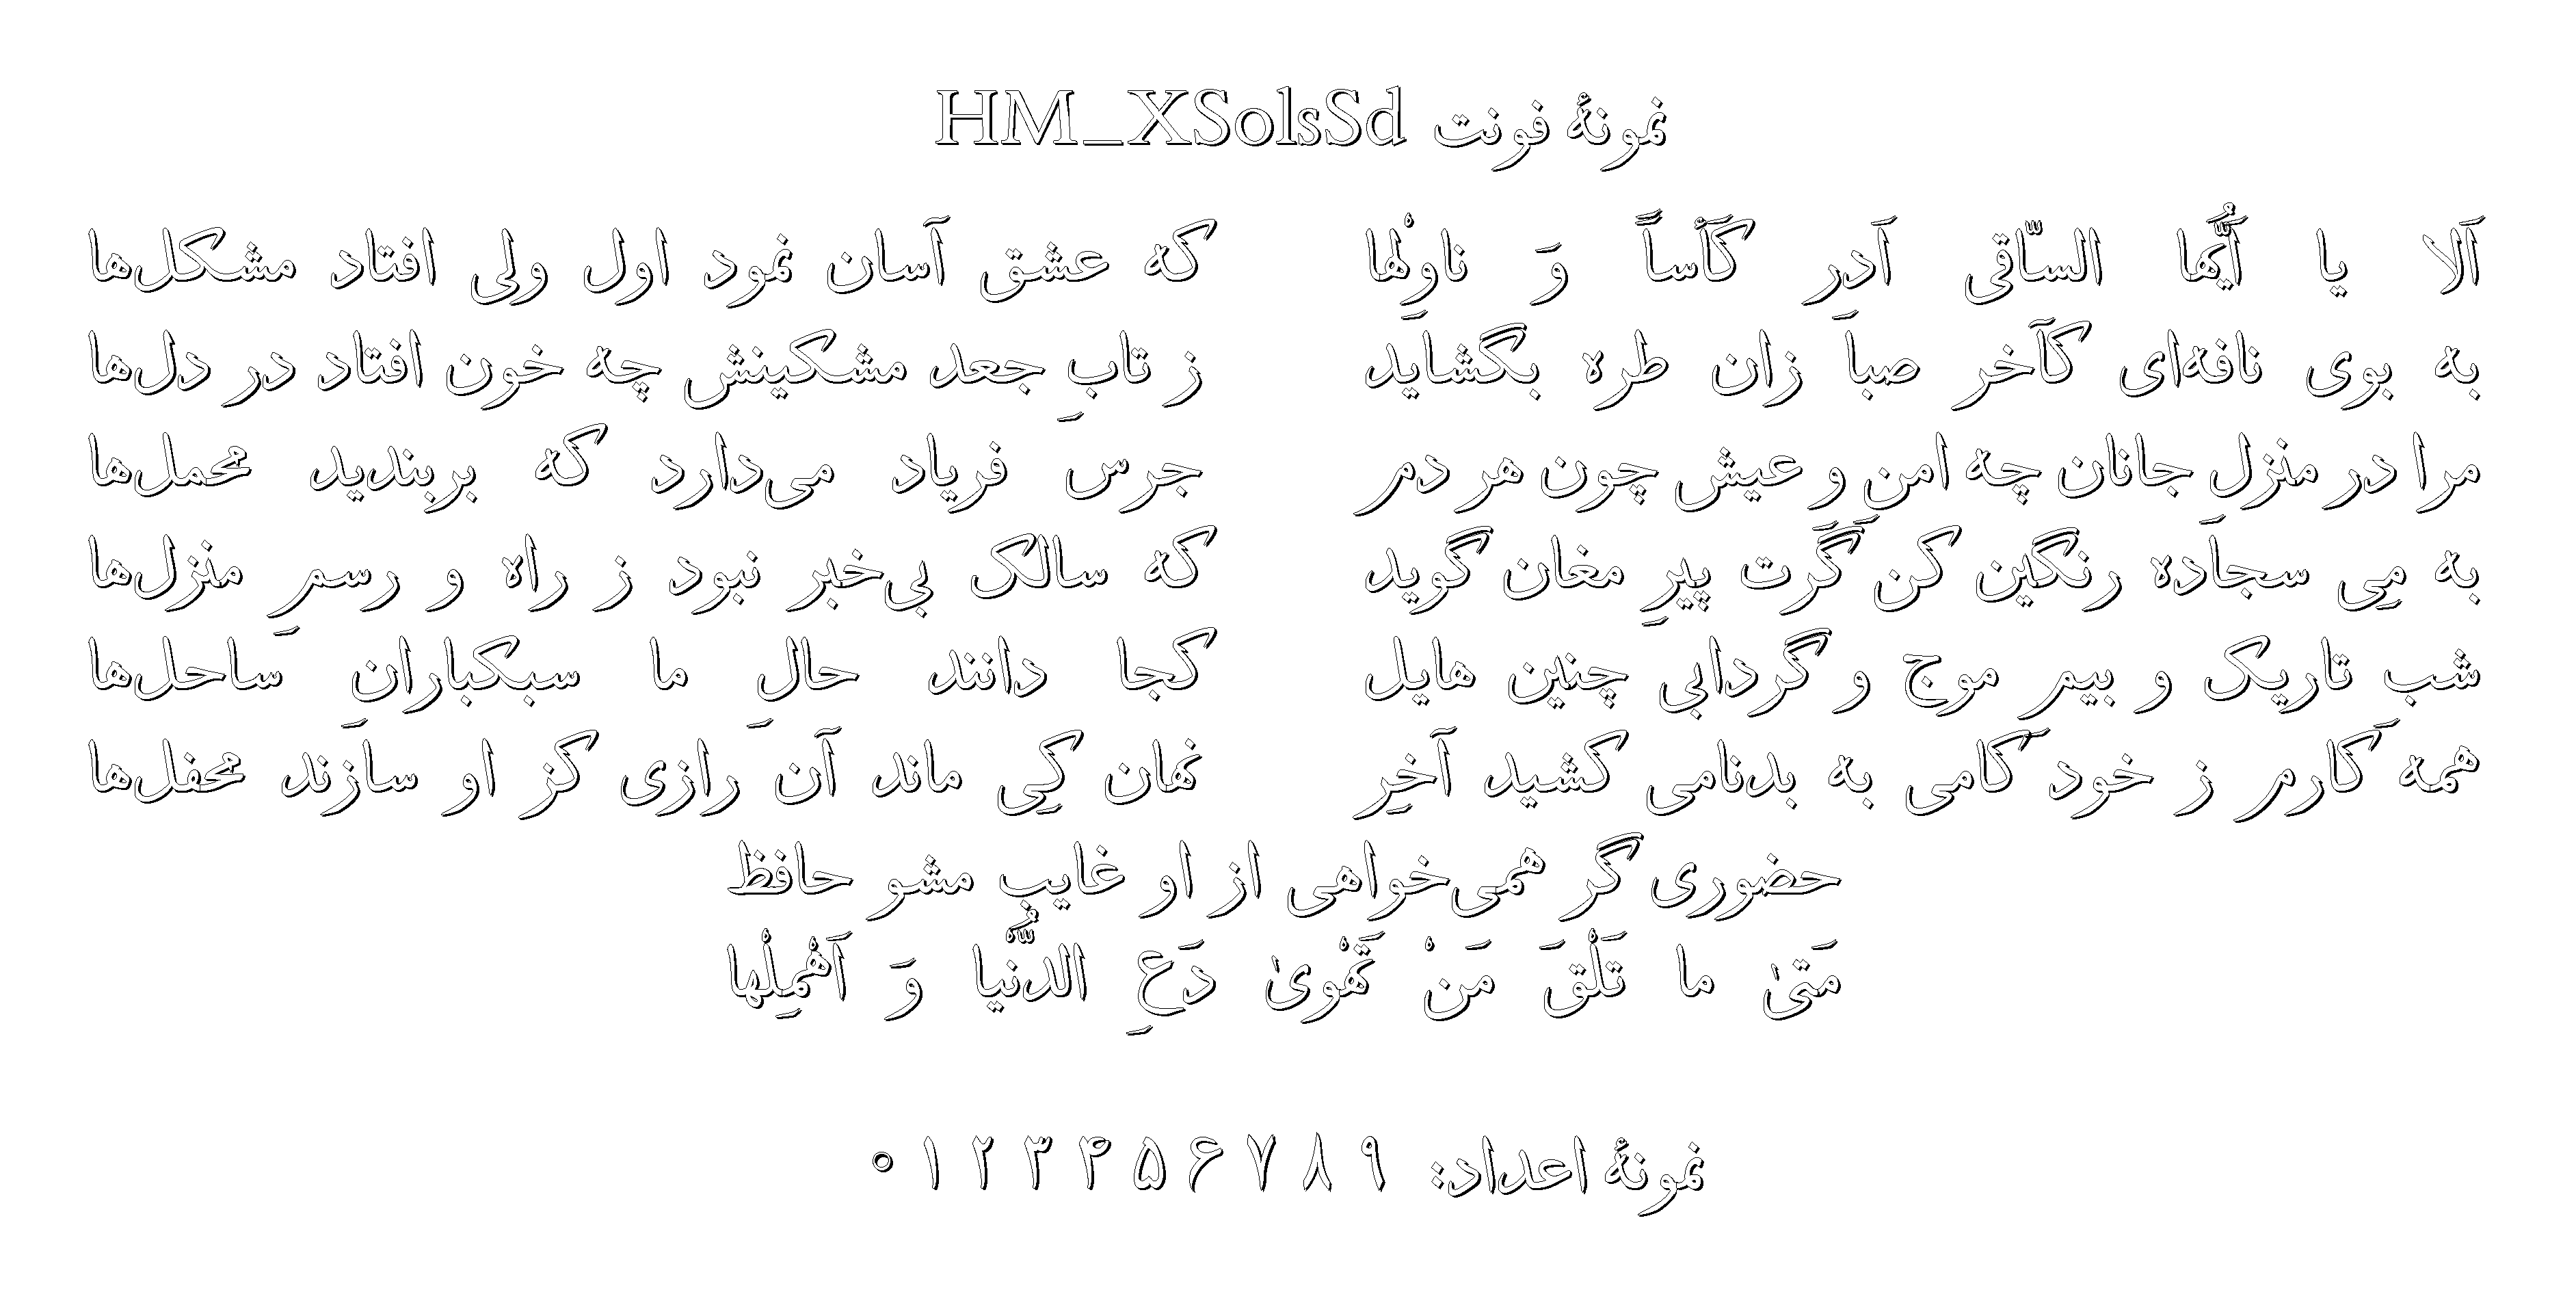 نمونهٔ فونت HM_XSolsSd
اَلا یا اَیُّهَا السّاقی اَدِر کَأساً وَ ناوِلْها که عشق آسان نمود اول ولی افتاد مشکل‌ها
به بوی نافه‌ای کآخر صبا زان طره بگشاید ز تابِ جعد مشکینش چه خون افتاد در دل‌ها
مرا در منزلِ جانان چه امنِ و عیش چون هر دم جرس فریاد می‌دارد که بربندید محمل‌ها
به مِی سجاده رنگین کن گَرَت پیرِ مغان گوید که سالک بی‌خبر نبود ز راه و رسمِ منزل‌ها
شب تاریک و بیم موج و گردابی چنین هایل کجا دانند حالِ ما سبکبارانِ ساحل‌ها
همه کارم ز خود کامی به بدنامی کشید آخِر نهان کِی ماند آن رازی کز او سازند محفل‌ها
حضوری گر همی‌خواهی از او غایب مشو حافظ
مَتیٰ ما تَلْقَ مَنْ تَهْویٰ دَعِ الدُّنْیا وَ اَهْمِلْها
نمونهٔ اعداد: ۹ ۸ ۷ ۶ ۵ ۴ ۳ ۲ ۱ ۰